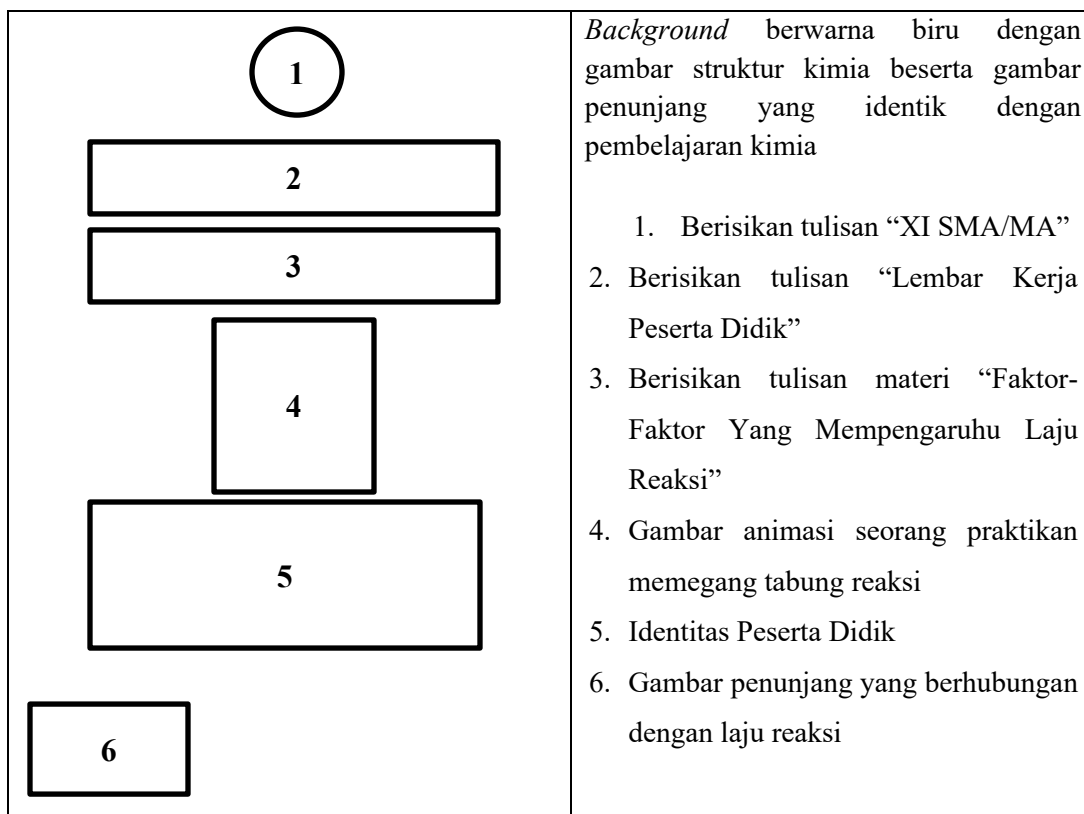 1
2
3
4
5
6
Background berwarna biru dengan
gambar struktur kimia beserta gambar
penunjang yang identik dengan
pembelajaran kimia
1. Berisikan tulisan “XI SMA/MA”
2. Berisikan tulisan “Lembar Kerja
Peserta Didik”
3. Berisikan tulisan materi “Faktor-
Faktor Yang Mempengaruhu Laju
Reaksi”
4. Gambar animasi seorang praktikan
memegang tabung reaksi
5. Identitas Peserta Didik
6. Gambar penunjang yang berhubungan
dengan laju reaksi